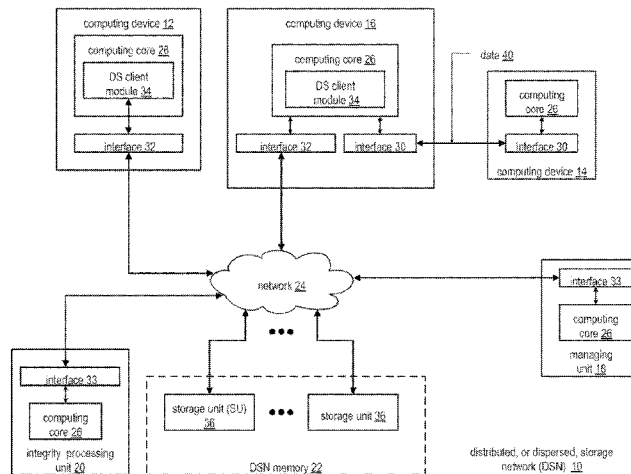 computing device 12
computing core 26
DS client
module 34
interface 32
computing device 16
computing core 26
DS client
module 34
interface 32
interface 30
data 40
computing
core 26
interface 30
computing device 14
network 24
interface 33
computing
core 26
managing
unit 18
interface 33
computing
core 26
integrity processing
unit 20
storage unit (SU)
36
storage unit 36
DSN memory 22
distributed, or dispersed, storage
network (DSN) 10